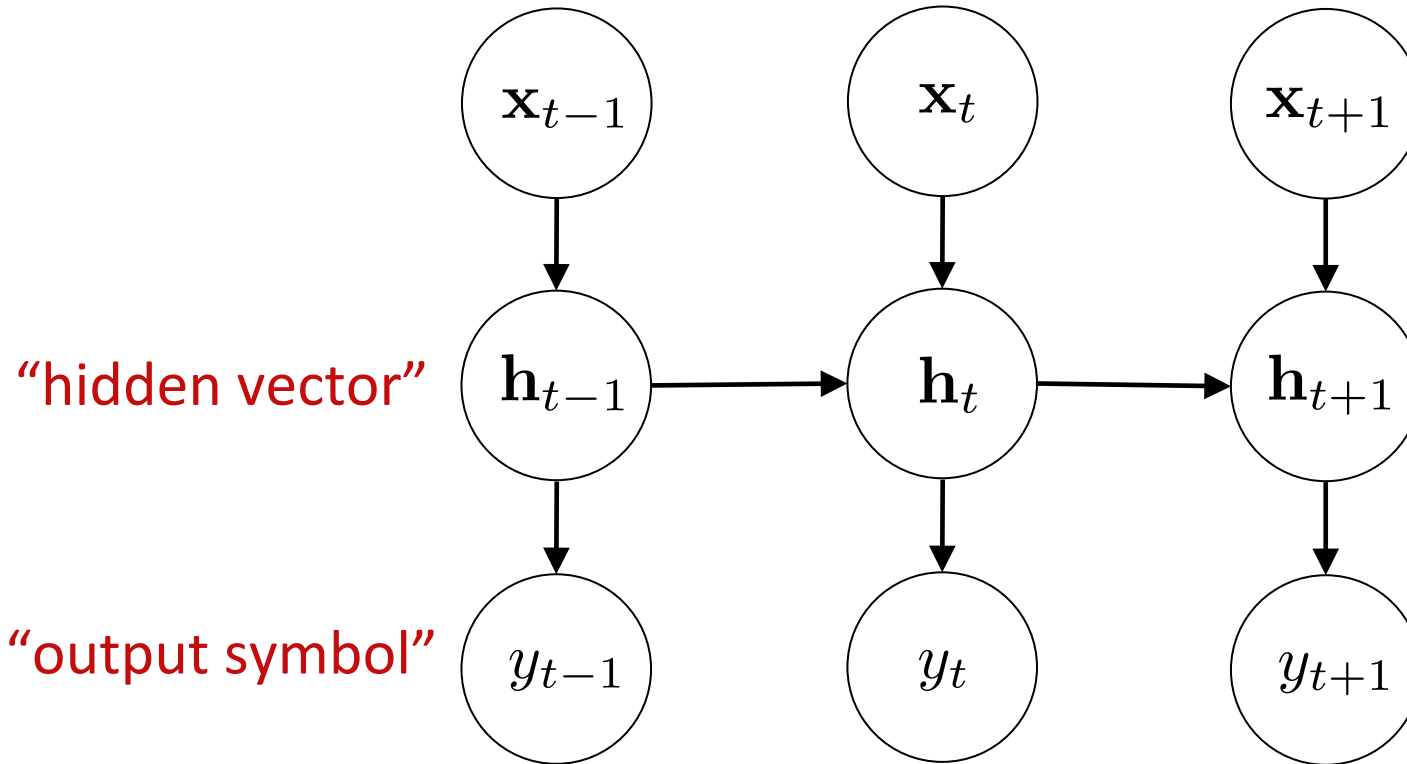 x_{t−1} x_t x_{t+1}
“hidden vector” h_{t−1} h_t h_{t+1}
“output symbol” y_{t−1} y_t y_{t+1}